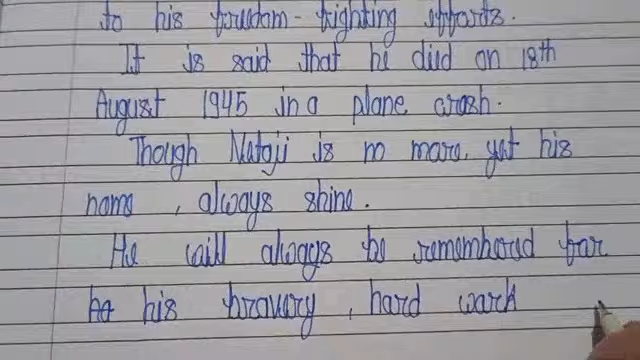 to his freedom-fighting efforts.
It is said that he died on 18th
August 1945 in a plane crash.
Though Netaji is no more, yet his
name, always shine.
He will always be remembered for
his bravery, hard work